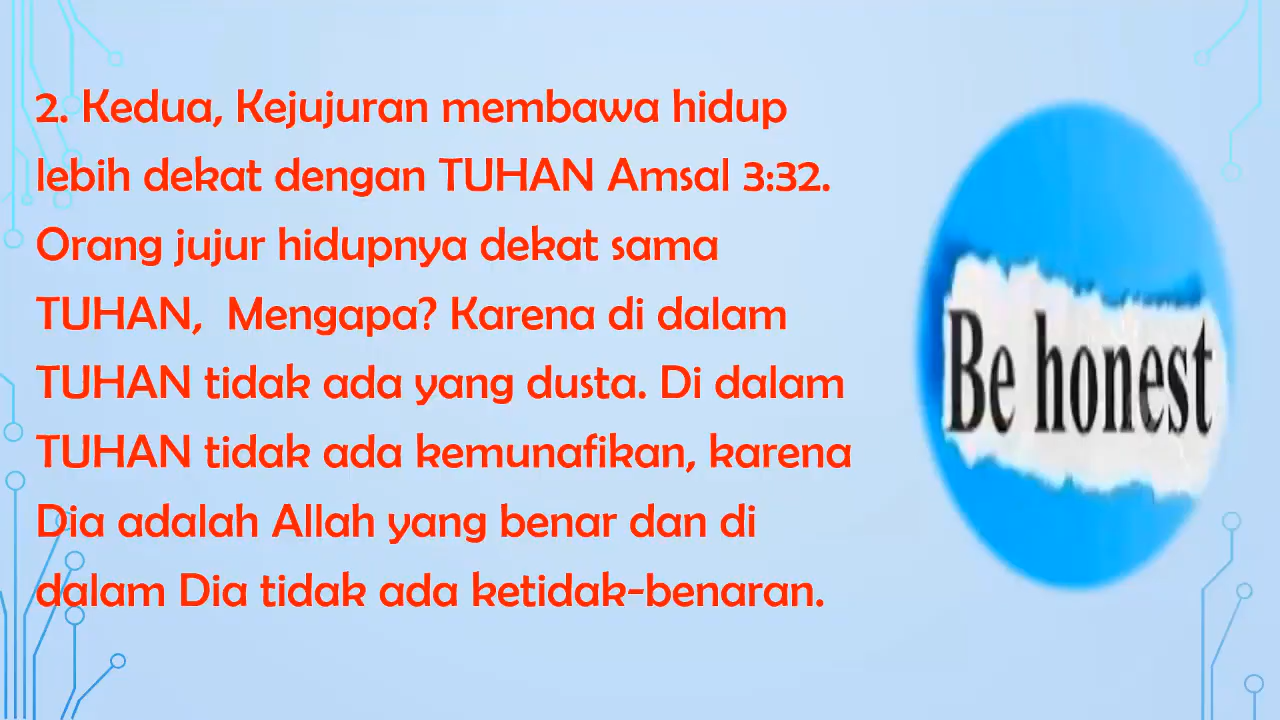 2. Kedua, Kejujuran membawa hidup
lebih dekat dengan TUHAN Amsal 3:32.
Orang jujur hidupnya dekat sama
TUHAN,  Mengapa? Karena di dalam
TUHAN tidak ada yang dusta. Di dalam
TUHAN tidak ada kemunafikan, karena
Dia adalah Allah yang benar dan di
dalam Dia tidak ada ketidak-benaran.
Be honest